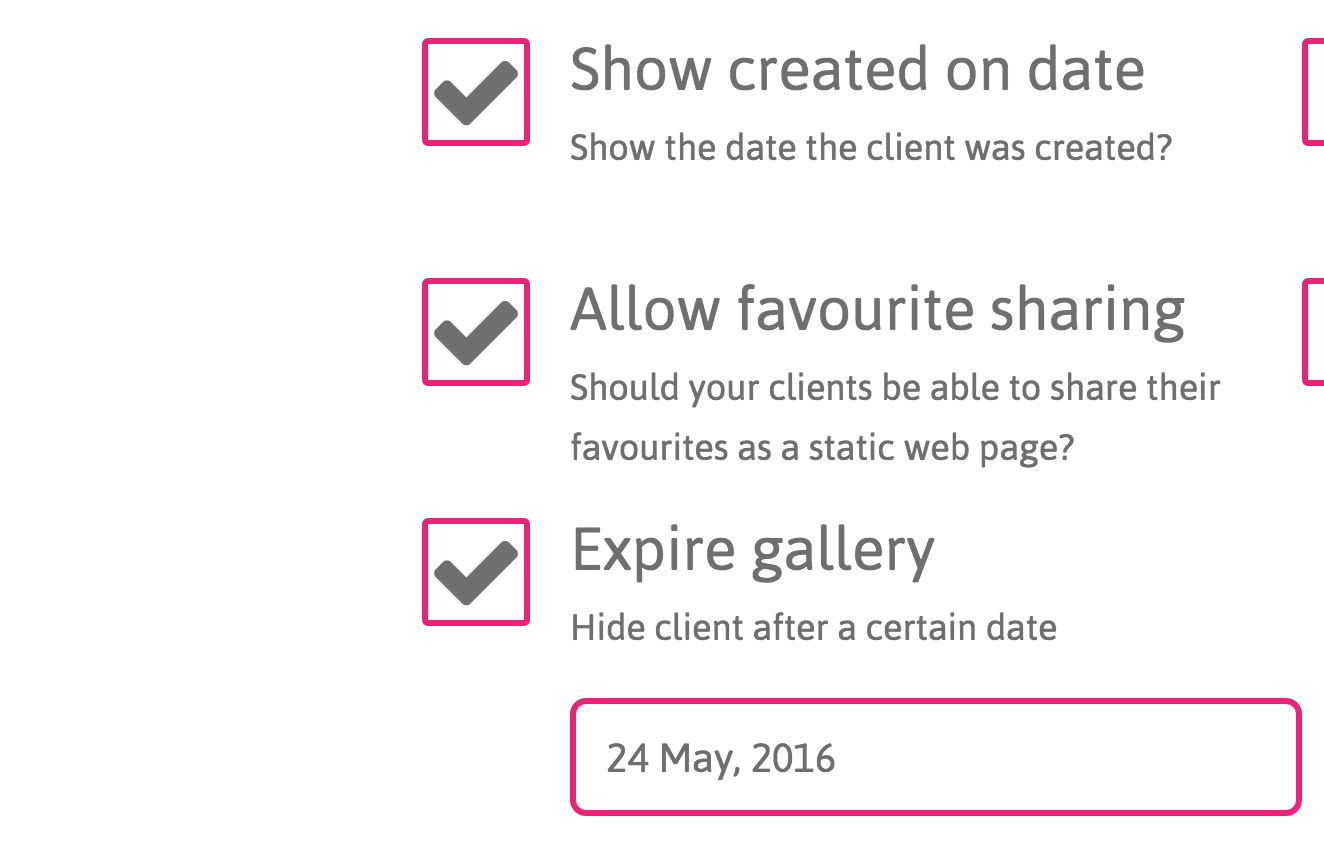 Show created on date
Show the date the client was created?
Allow favourite sharing
Should your clients be able to share their
favourites as a static web page?
Expire gallery
Hide client after a certain date
24 May, 2016